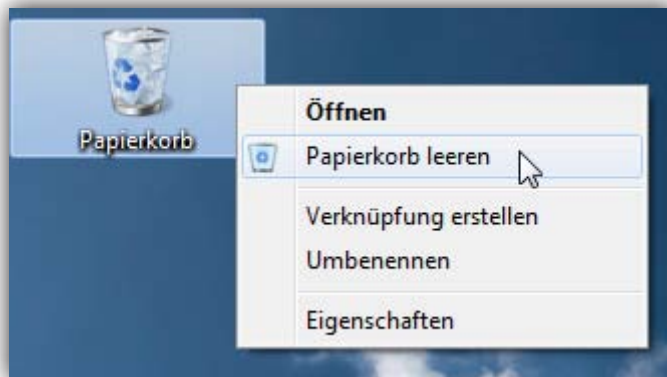 Papierkorb
Öffnen
Papierkorb leeren
Verknüpfung erstellen
Umbenennen
Eigenschaften